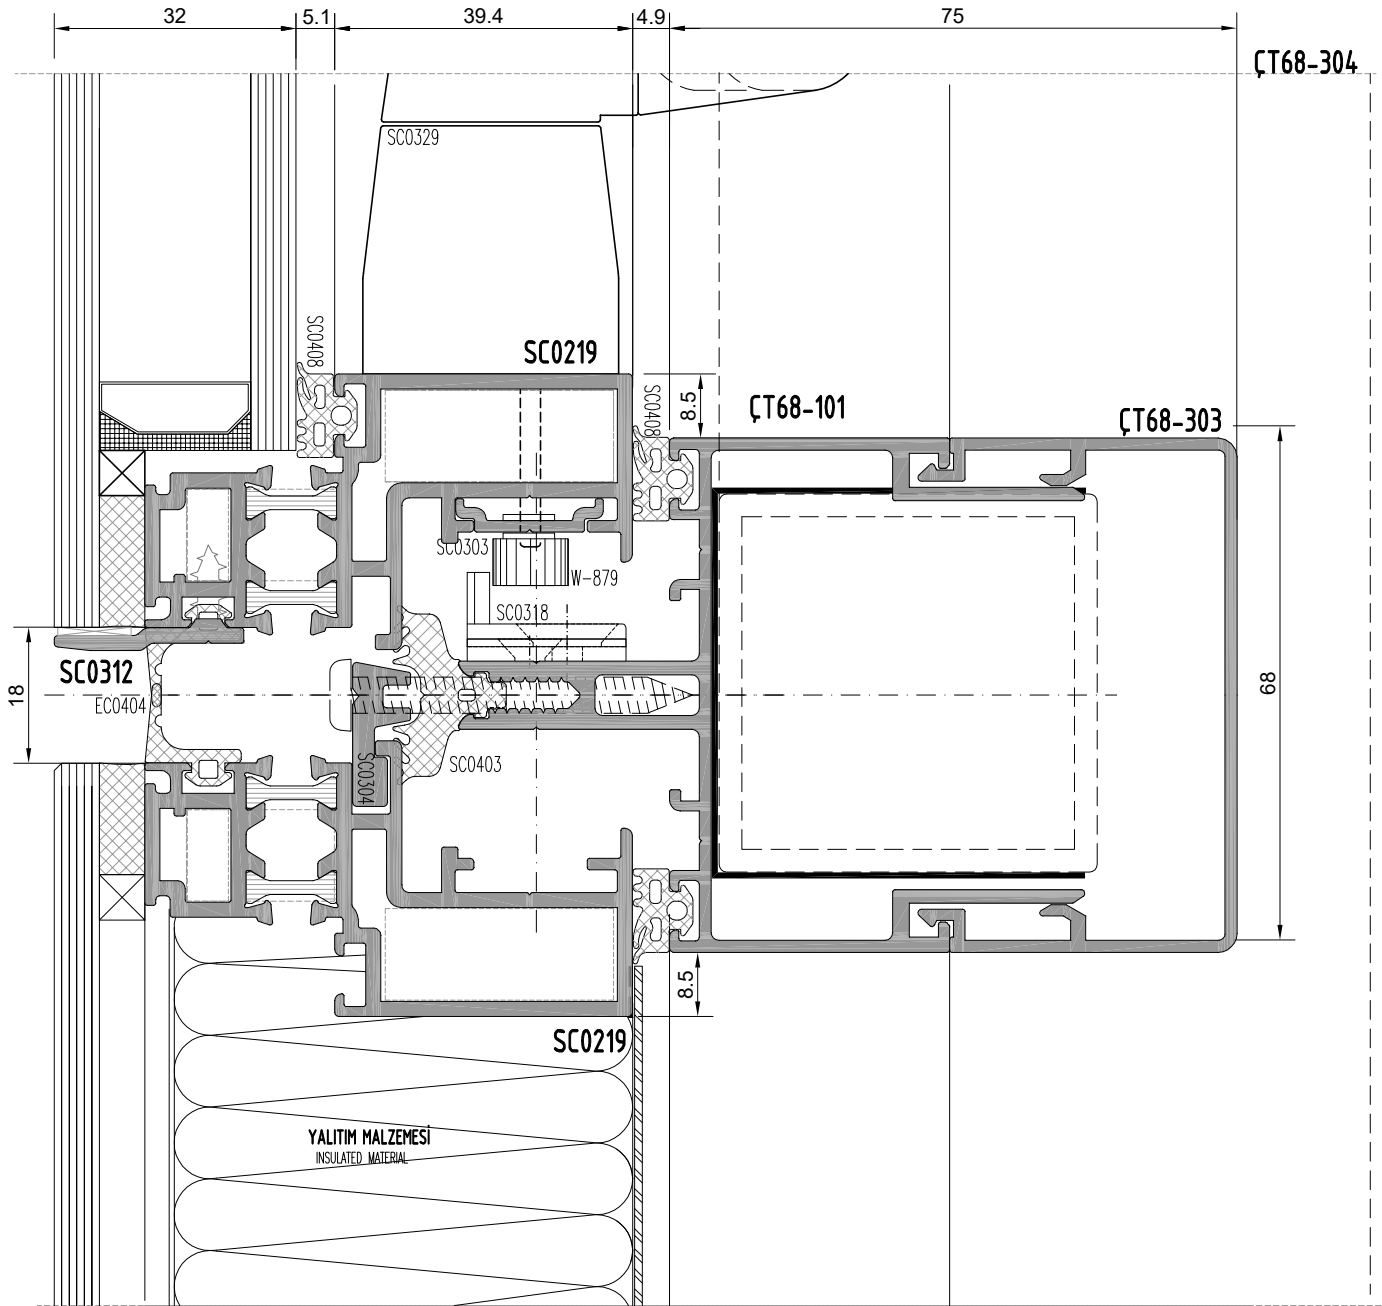 32
5.1
39.4
4.9
75
ÇT68-304
SC0329
SC0408
SC0219
SC0408
8.5
ÇT68-101
ÇT68-303
SC0303
W-879
SC0318
SC0312
18
EC0404
68
SC0304
SC0403
8.5
SC0219
YALITIM MALZEMESİ
INSULATED MATERIAL